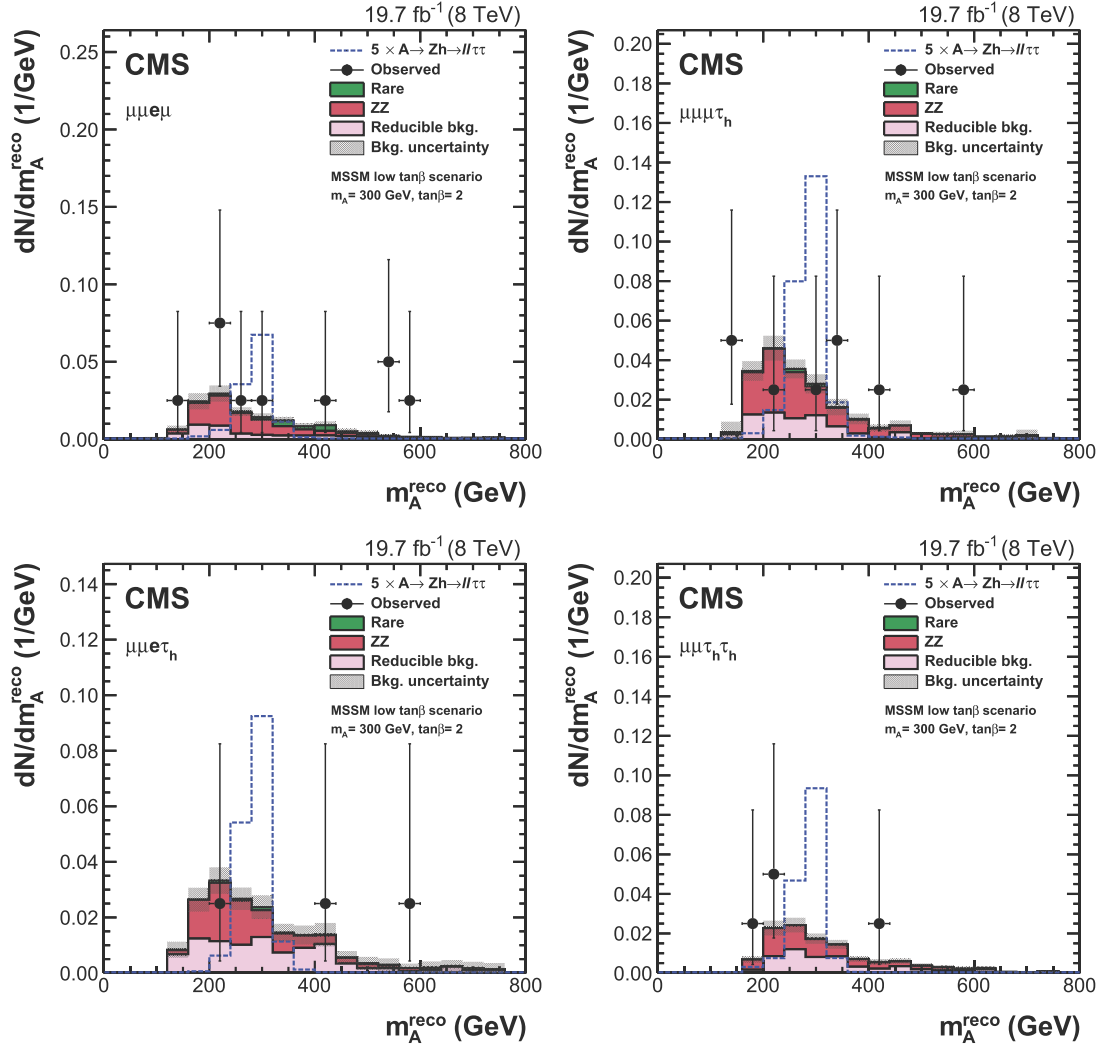 19.7 fb⁻¹ (8 TeV)
CMS
μμeμ
5 × A→ Zh→llττ
Observed
Rare
ZZ
Reducible bkg.
Bkg. uncertainty
MSSM low tanβ scenario
m_A= 300 GeV, tanβ= 2
dN/dm_A^reco (1/GeV)
0.25
0.20
0.15
0.10
0.05
0.00
0 200 400 600 800
m_A^reco (GeV)
19.7 fb⁻¹ (8 TeV)
CMS
μμμτ_h
5 × A→ Zh→llττ
Observed
Rare
ZZ
Reducible bkg.
Bkg. uncertainty
MSSM low tanβ scenario
m_A= 300 GeV, tanβ= 2
dN/dm_A^reco (1/GeV)
0.20
0.18
0.16
0.14
0.12
0.10
0.08
0.06
0.04
0.02
0.00
0 200 400 600 800
m_A^reco (GeV)
19.7 fb⁻¹ (8 TeV)
CMS
μμeτ_h
5 × A→ Zh→llττ
Observed
Rare
ZZ
Reducible bkg.
Bkg. uncertainty
MSSM low tanβ scenario
m_A= 300 GeV, tanβ= 2
dN/dm_A^reco (1/GeV)
0.14
0.12
0.10
0.08
0.06
0.04
0.02
0.00
0 200 400 600 800
m_A^reco (GeV)
19.7 fb⁻¹ (8 TeV)
CMS
μμτ_hτ_h
5 × A→ Zh→llττ
Observed
Rare
ZZ
Reducible bkg.
Bkg. uncertainty
MSSM low tanβ scenario
m_A= 300 GeV, tanβ= 2
dN/dm_A^reco (1/GeV)
0.20
0.18
0.16
0.14
0.12
0.10
0.08
0.06
0.04
0.02
0.00
0 200 400 600 800
m_A^reco (GeV)